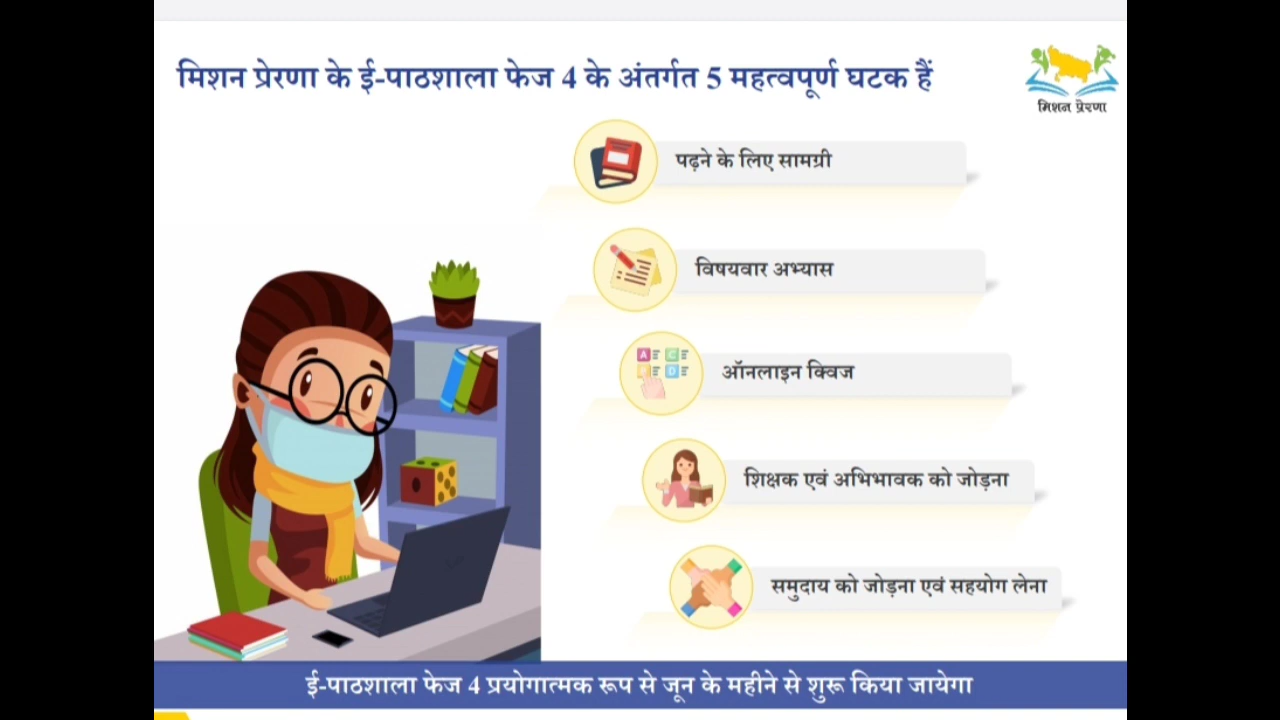 मिशन प्रेरणा के ई-पाठशाला फेज 4 के अंतर्गत 5 महत्वपूर्ण घटक हैं
मिशन प्रेरणा
पढ़ने के लिए सामग्री
विषयवार अभ्यास
A C
D
ऑनलाइन क्विज
शिक्षक एवं अभिभावक को जोड़ना
समुदाय को जोड़ना एवं सहयोग लेना
ई-पाठशाला फेज 4 प्रयोगात्मक रूप से जून के महीने से शुरू किया जायेगा